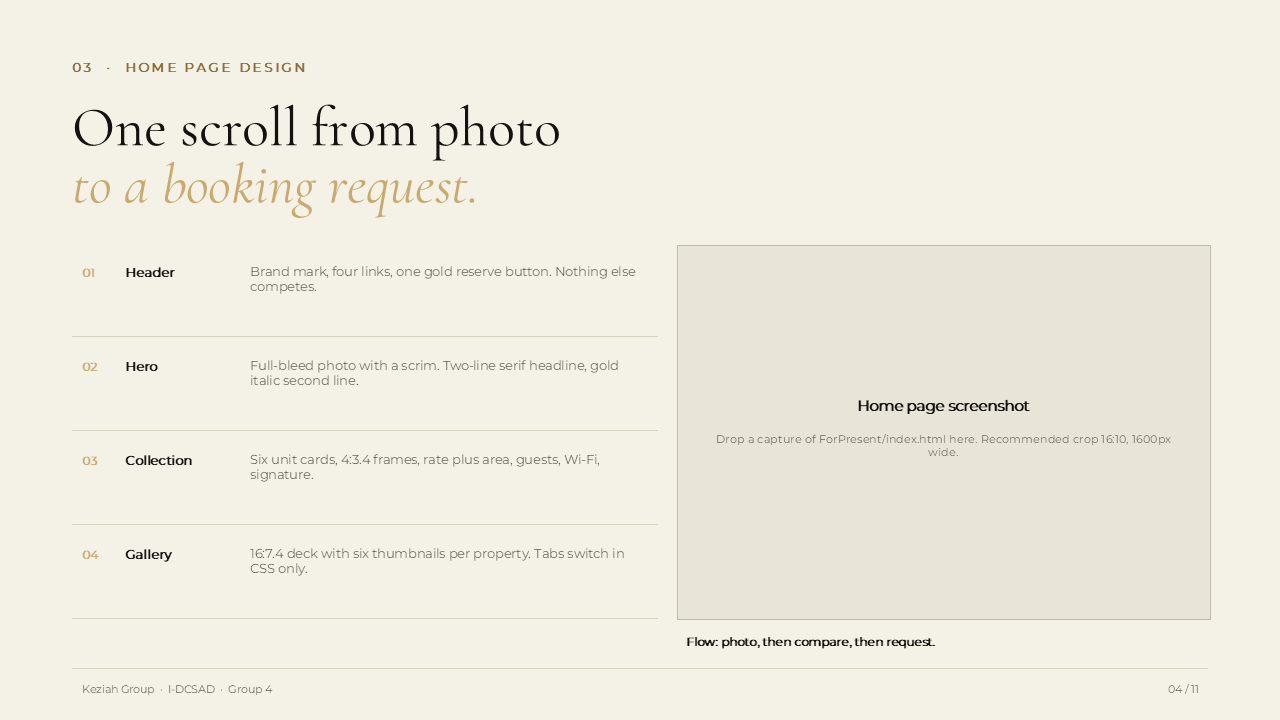 03 · HOME PAGE DESIGN
One scroll from photo
to a booking request.
01 Header Brand mark, four links, one gold reserve button. Nothing else
competes.
02 Hero Full-bleed photo with a scrim. Two-line serif headline, gold
italic second line.
03 Collection Six unit cards, 4:3.4 frames, rate plus area, guests, Wi-Fi,
signature.
04 Gallery 16:7.4 deck with six thumbnails per property. Tabs switch in
CSS only.
Home page screenshot
Drop a capture of ForPresent/index.html here. Recommended crop 16:10, 1600px
wide.
Flow: photo, then compare, then request.
Keziah Group · I-DCSAD · Group 4
04 / 11